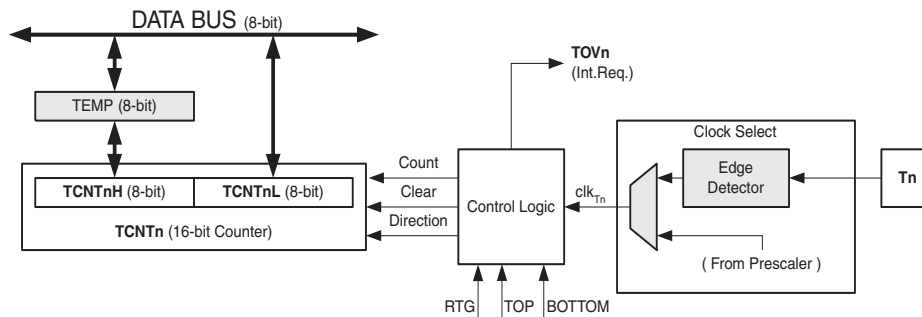 DATA BUS (8-bit)
TOVn
(Int.Req.)
TEMP (8-bit)
Clock Select
Count
Edge
Detector
Tn
TCNTnH (8-bit) TCNTnL (8-bit)
Clear
Control Logic
clkTn
TCNTn (16-bit Counter)
Direction
( From Prescaler )
RTG TOP BOTTOM